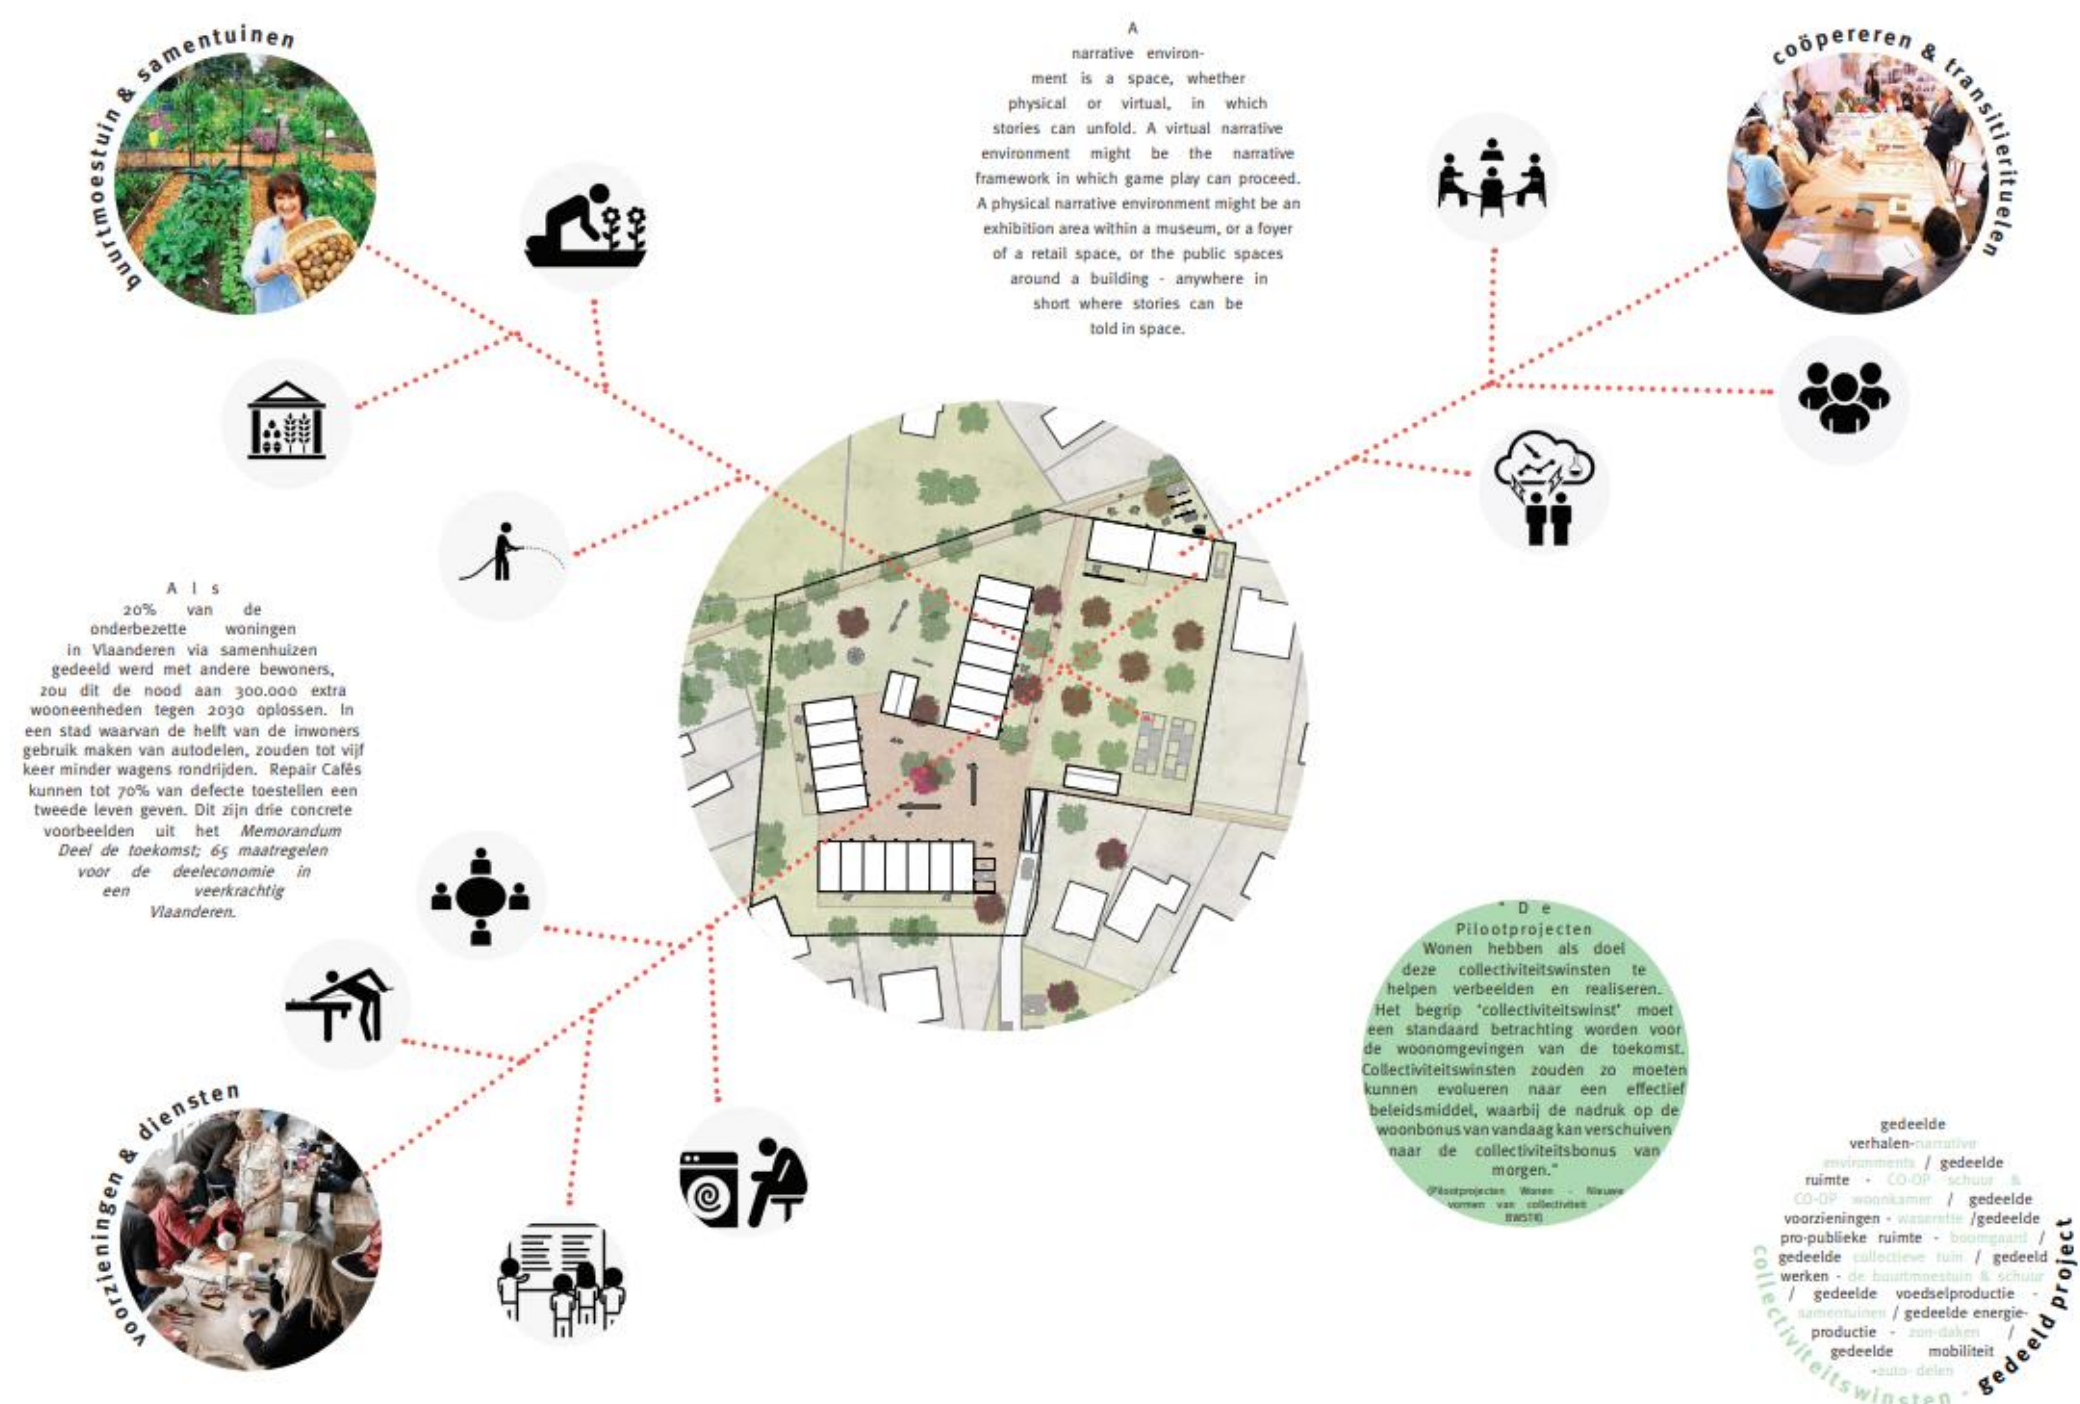 buurtmoestuin & samentuinen
A
narrative environ-
ment is a space, whether
physical or virtual, in which
stories can unfold. A virtual narrative
environment might be the narrative
framework in which game play can proceed.
A physical narrative environment might be an
exhibition area within a museum, or a foyer
of a retail space, or the public spaces
around a building - anywhere in
short where stories can be
told in space.
coöpereren & transitierituelen
Als
20% van de
onderbezette woningen
in Vlaanderen via samenhuizen
gedeeld werd met andere bewoners,
zou dit de nood aan 300.000 extra
wooneenheden tegen 2030 oplossen. In
een stad waarvan de helft van de inwoners
gebruik maken van autodelen, zouden tot vijf
keer minder wagens rondrijden. Repair Cafés
kunnen tot 70% van defecte toestellen een
tweede leven geven. Dit zijn drie concrete
voorbeelden uit het Memorandum
Deel de toekomst; 65 maatregelen
voor de deeleconomie in
een veerkrachtig
Vlaanderen.
voorzieningen & diensten
"De
Pilootprojecten
Wonen hebben als doel
deze collectiviteitswinsten te
helpen verbeelden en realiseren.
Het begrip 'collectiviteitswinst' moet
een standaard betrachting worden voor
de woonomgevingen van de toekomst.
Collectiviteitswinsten zouden zo moeten
kunnen evolueren naar een effectief
beleidsmiddel, waarbij de nadruk op de
woonbonus van vandaag kan verschuiven
naar de collectiviteitsbonus van
morgen."
(Pilootprojecten Wonen - Nieuwe
vormen van collectiviteit -
BWSTR)
gedeelde
verhalen-narrative
environments / gedeelde
ruimte - CO-OP schuur &
CO-OP woonkamer / gedeelde
voorzieningen - waserette /gedeelde
pro-publieke ruimte - boomgaard /
gedeelde collectieve tuin / gedeeld
werken - de buurtmoestuin & schuur
/ gedeelde voedselproductie -
samentuinen / gedeelde energie-
productie - zon-daken /
gedeelde mobiliteit
-auto- delen
collectiviteitswinsten - gedeeld project